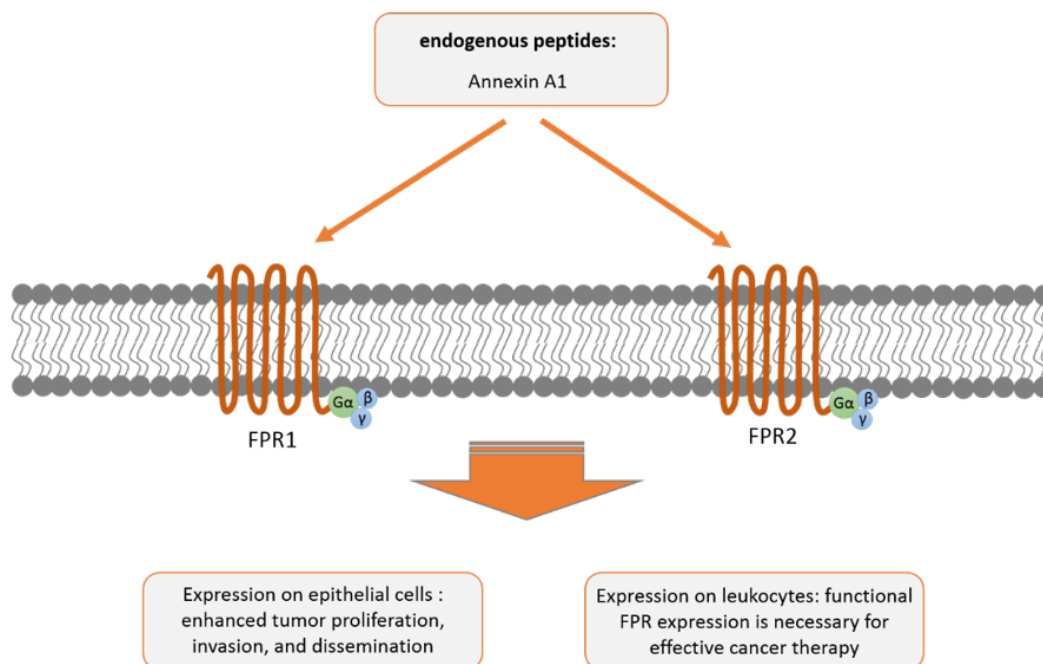 endogenous peptides:
Annexin A1
Gα
β
γ
FPR1
Gα
β
γ
FPR2
Expression on epithelial cells :
enhanced tumor proliferation,
invasion, and dissemination
Expression on leukocytes: functional
FPR expression is necessary for
effective cancer therapy